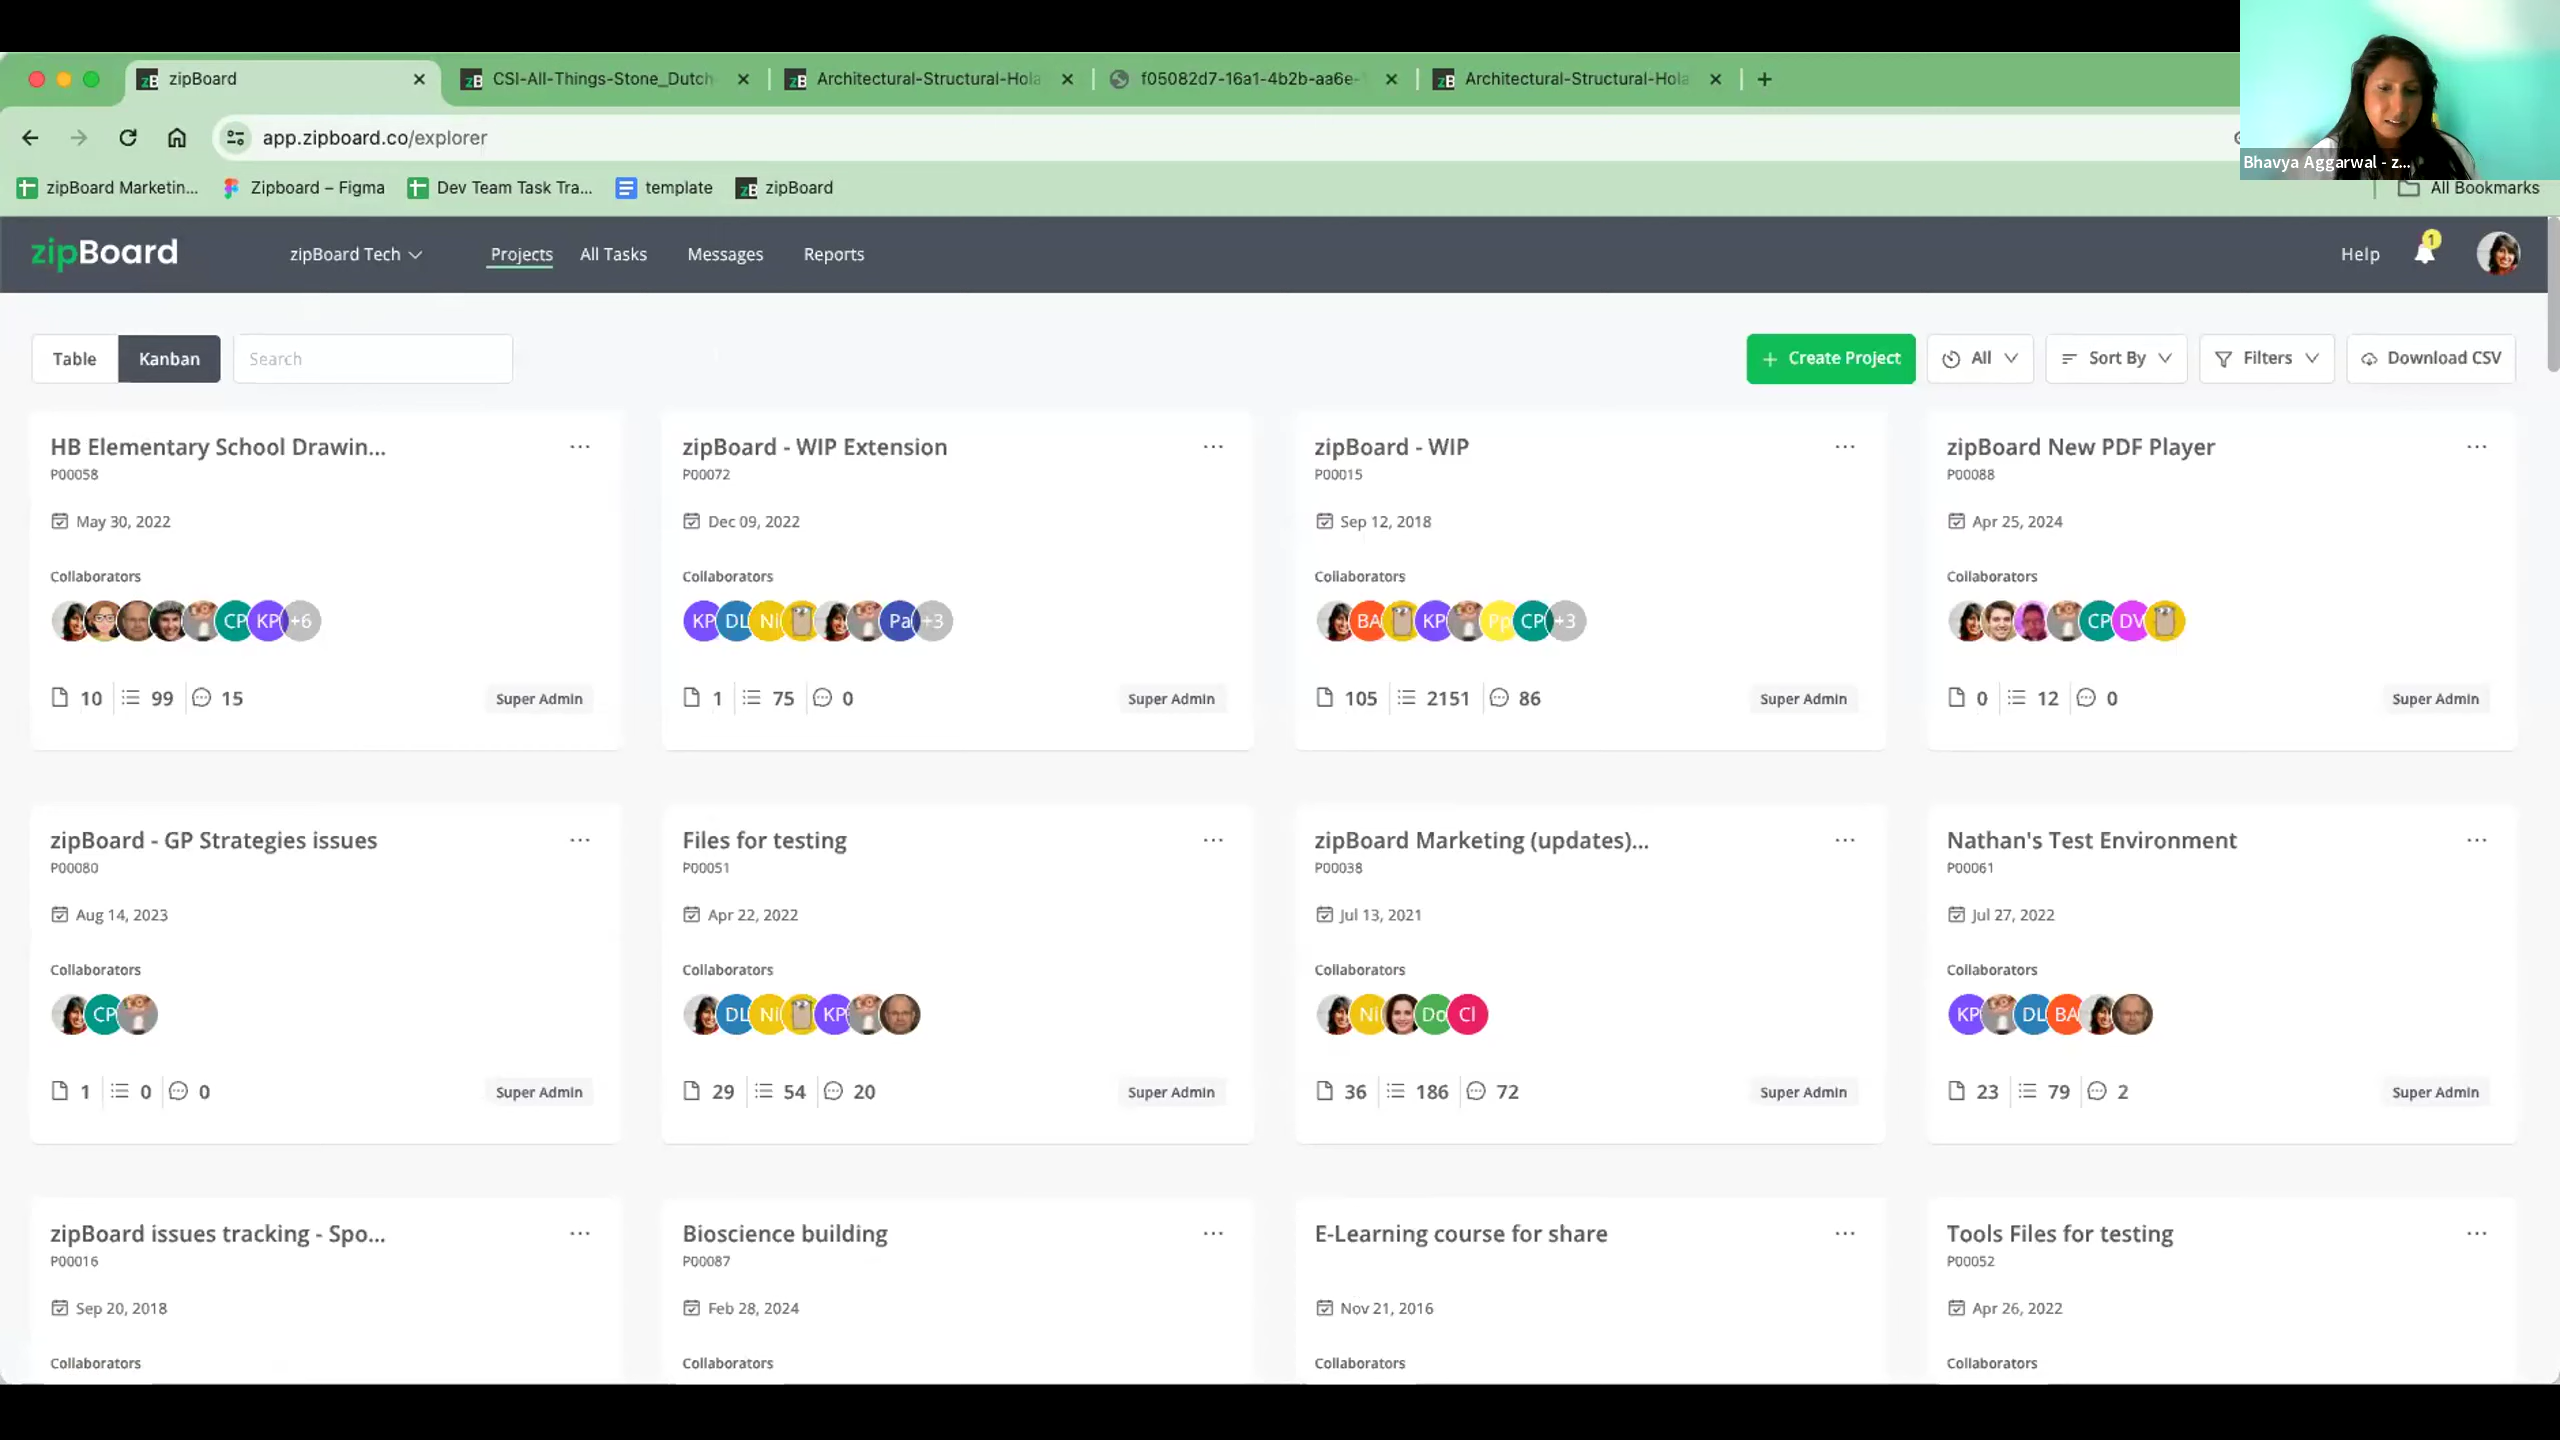 zipBoard
CSI-All-Things-Stone_Dutch
Architectural-Structural-Hola
f05082d7-16a1-4b2b-aa6e-
Architectural-Structural-Hola
app.zipboard.co/explorer
Bhavya Aggarwal - z...
zipBoard Marketin...
Zipboard – Figma
Dev Team Task Tra...
template
zipBoard
All Bookmarks
zipBoard
zipBoard Tech
Projects
All Tasks
Messages
Reports
Help
1
Table
Kanban
Search
+ Create Project
All
Sort By
Filters
Download CSV
HB Elementary School Drawin...
P00058
May 30, 2022
Collaborators
CP KP +6
10 99 15
Super Admin
zipBoard - WIP Extension
P00072
Dec 09, 2022
Collaborators
KP DL Ni Pa +3
1 75 0
Super Admin
zipBoard - WIP
P00015
Sep 12, 2018
Collaborators
BA KP Pp CP +3
105 2151 86
Super Admin
zipBoard New PDF Player
P00088
Apr 25, 2024
Collaborators
CP DV
0 12 0
Super Admin
zipBoard - GP Strategies issues
P00080
Aug 14, 2023
Collaborators
CP
1 0 0
Super Admin
Files for testing
P00051
Apr 22, 2022
Collaborators
DL Ni KP
29 54 20
Super Admin
zipBoard Marketing (updates)...
P00038
Jul 13, 2021
Collaborators
Ni Do Cl
36 186 72
Super Admin
Nathan's Test Environment
P00061
Jul 27, 2022
Collaborators
KP DL BA
23 79 2
Super Admin
zipBoard issues tracking - Spo...
P00016
Sep 20, 2018
Collaborators
Bioscience building
P00087
Feb 28, 2024
Collaborators
E-Learning course for share
Nov 21, 2016
Collaborators
Tools Files for testing
P00052
Apr 26, 2022
Collaborators